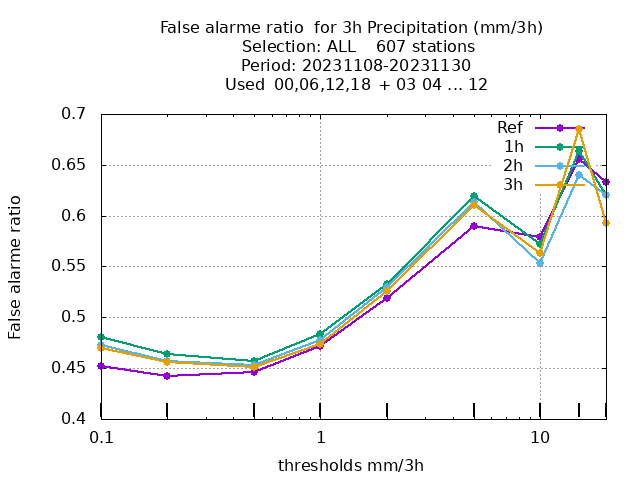 False alarme ratio  for 3h Precipitation (mm/3h)
Selection: ALL    607 stations
Period: 20231108-20231130
Used  00,06,12,18  + 03 04 ... 12
Ref
1h
2h
3h
0.7
0.65
0.6
0.55
0.5
0.45
0.4
False alarme ratio
0.1
1
10
thresholds mm/3h